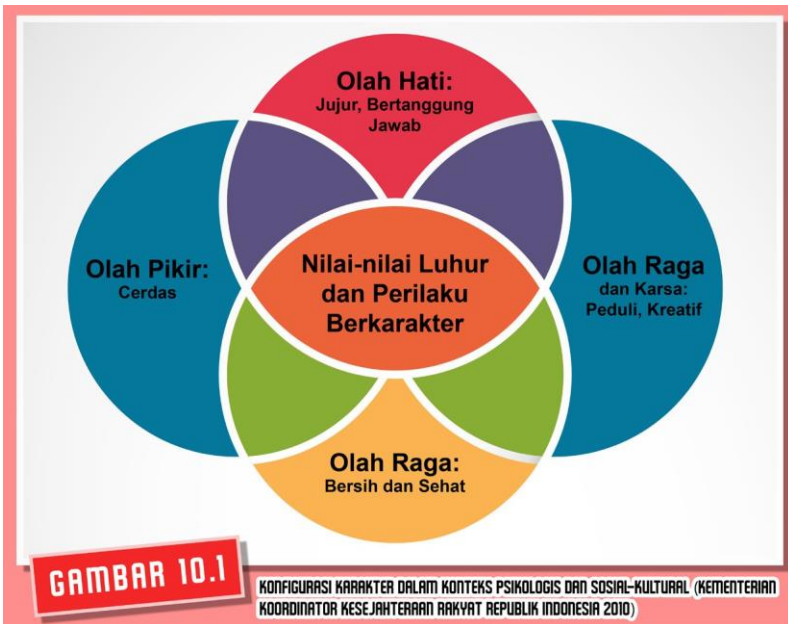 Olah Hati:
Jujur, Bertanggung
Jawab
Olah Pikir:
Cerdas
Nilai-nilai Luhur
dan Perilaku
Berkarakter
Olah Raga
dan Karsa:
Peduli, Kreatif
Olah Raga:
Bersih dan Sehat
GAMBAR 10.1
KONFIGURASI KARAKTER DALAM KONTEKS PSIKOLOGIS DAN SOSIAL-KULTURAL (KEMENTERIAN
KOORDINATOR KESEJAHTERAAN RAKYAT REPUBLIK INDONESIA 2010)